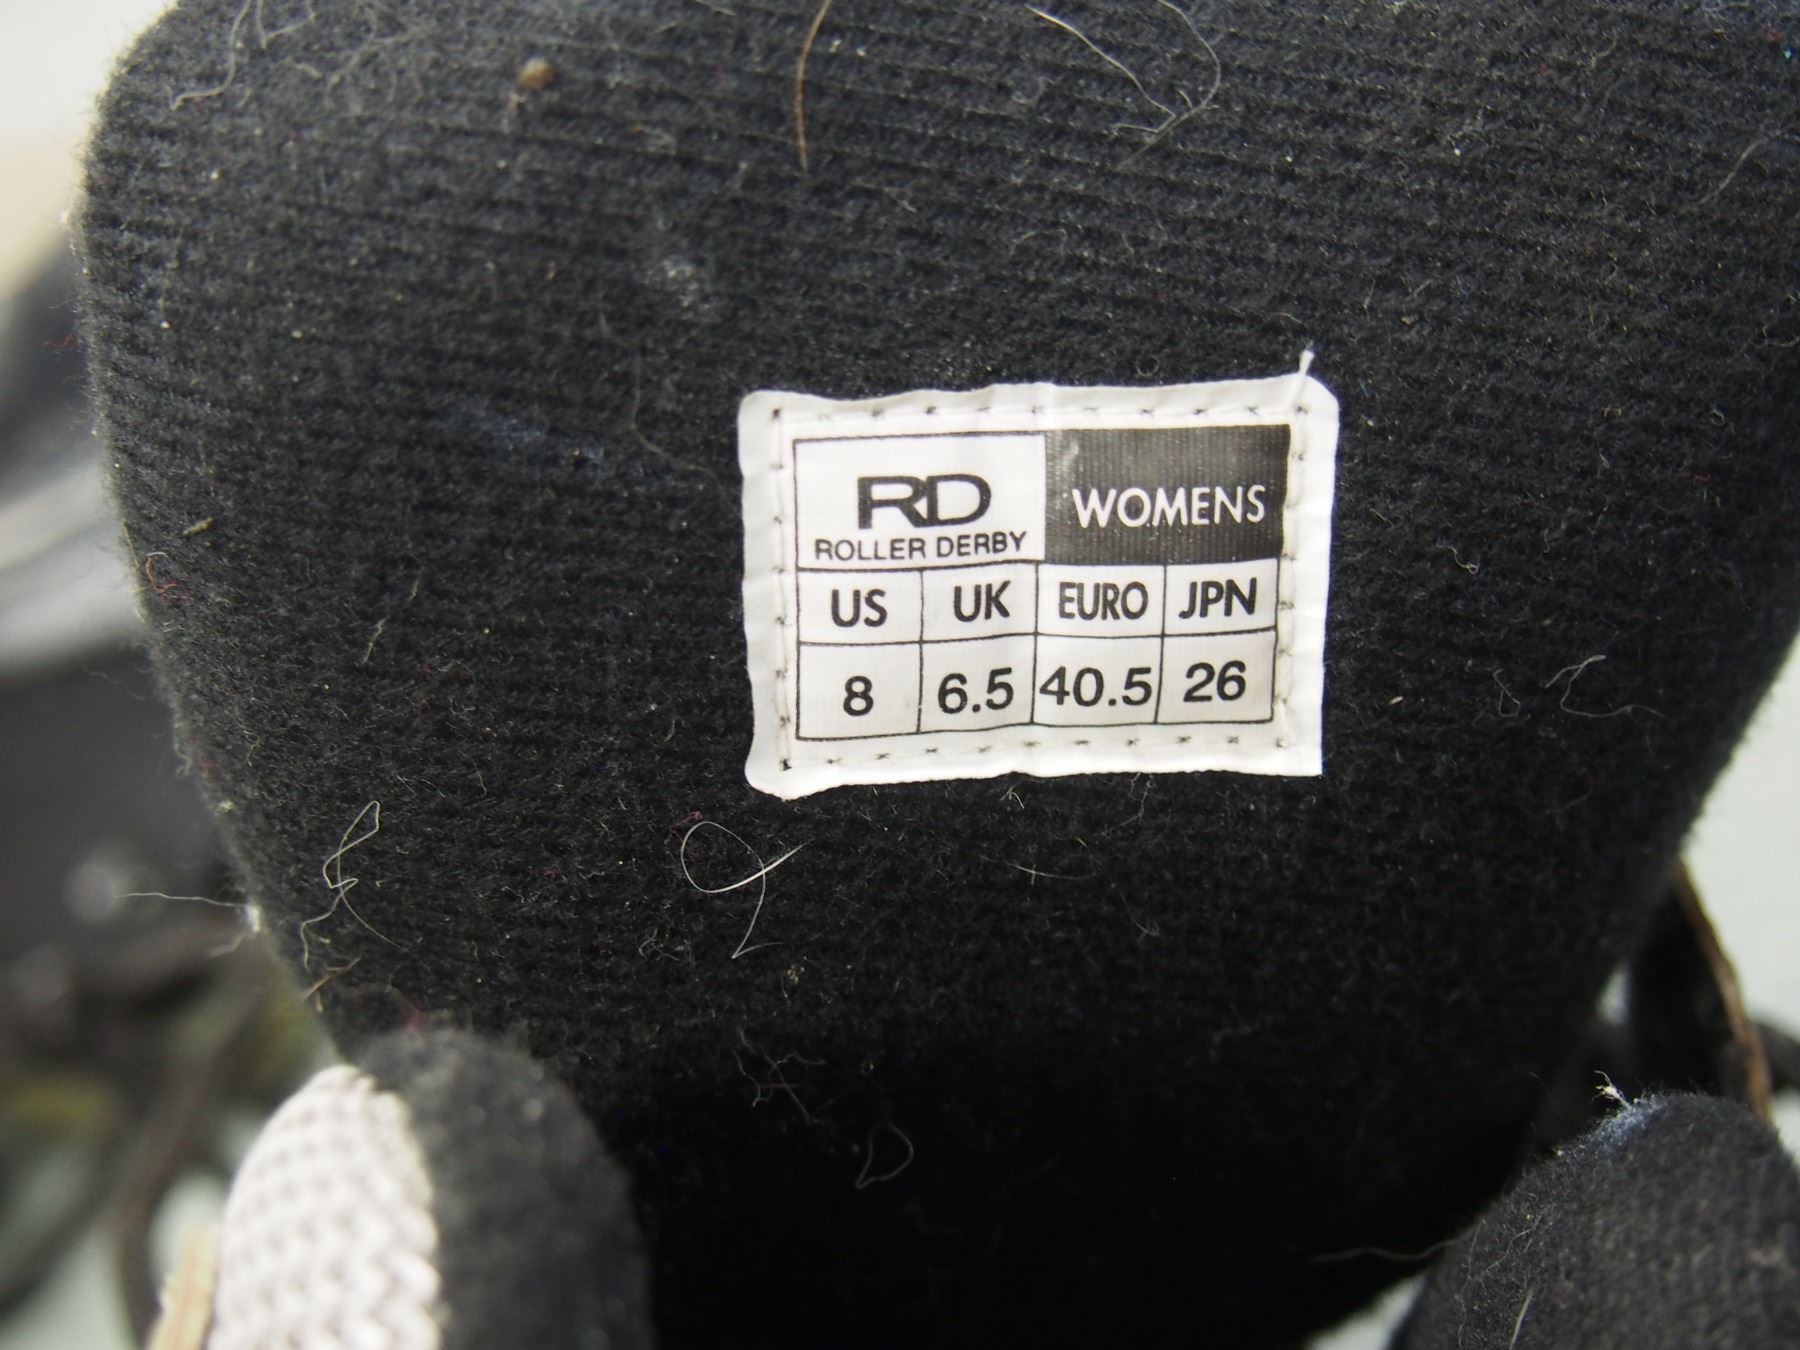 RD WOMENS
ROLLER DERBY
US UK EURO JPN
8 6.5 40.5 26